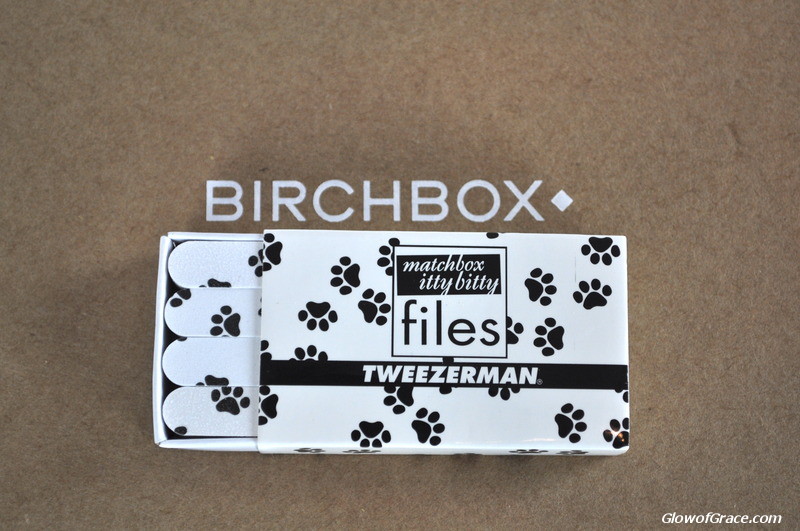 BIRCHBOX
matchbox
itty bitty
files
TWEEZERMAN®
GlowofGrace.com